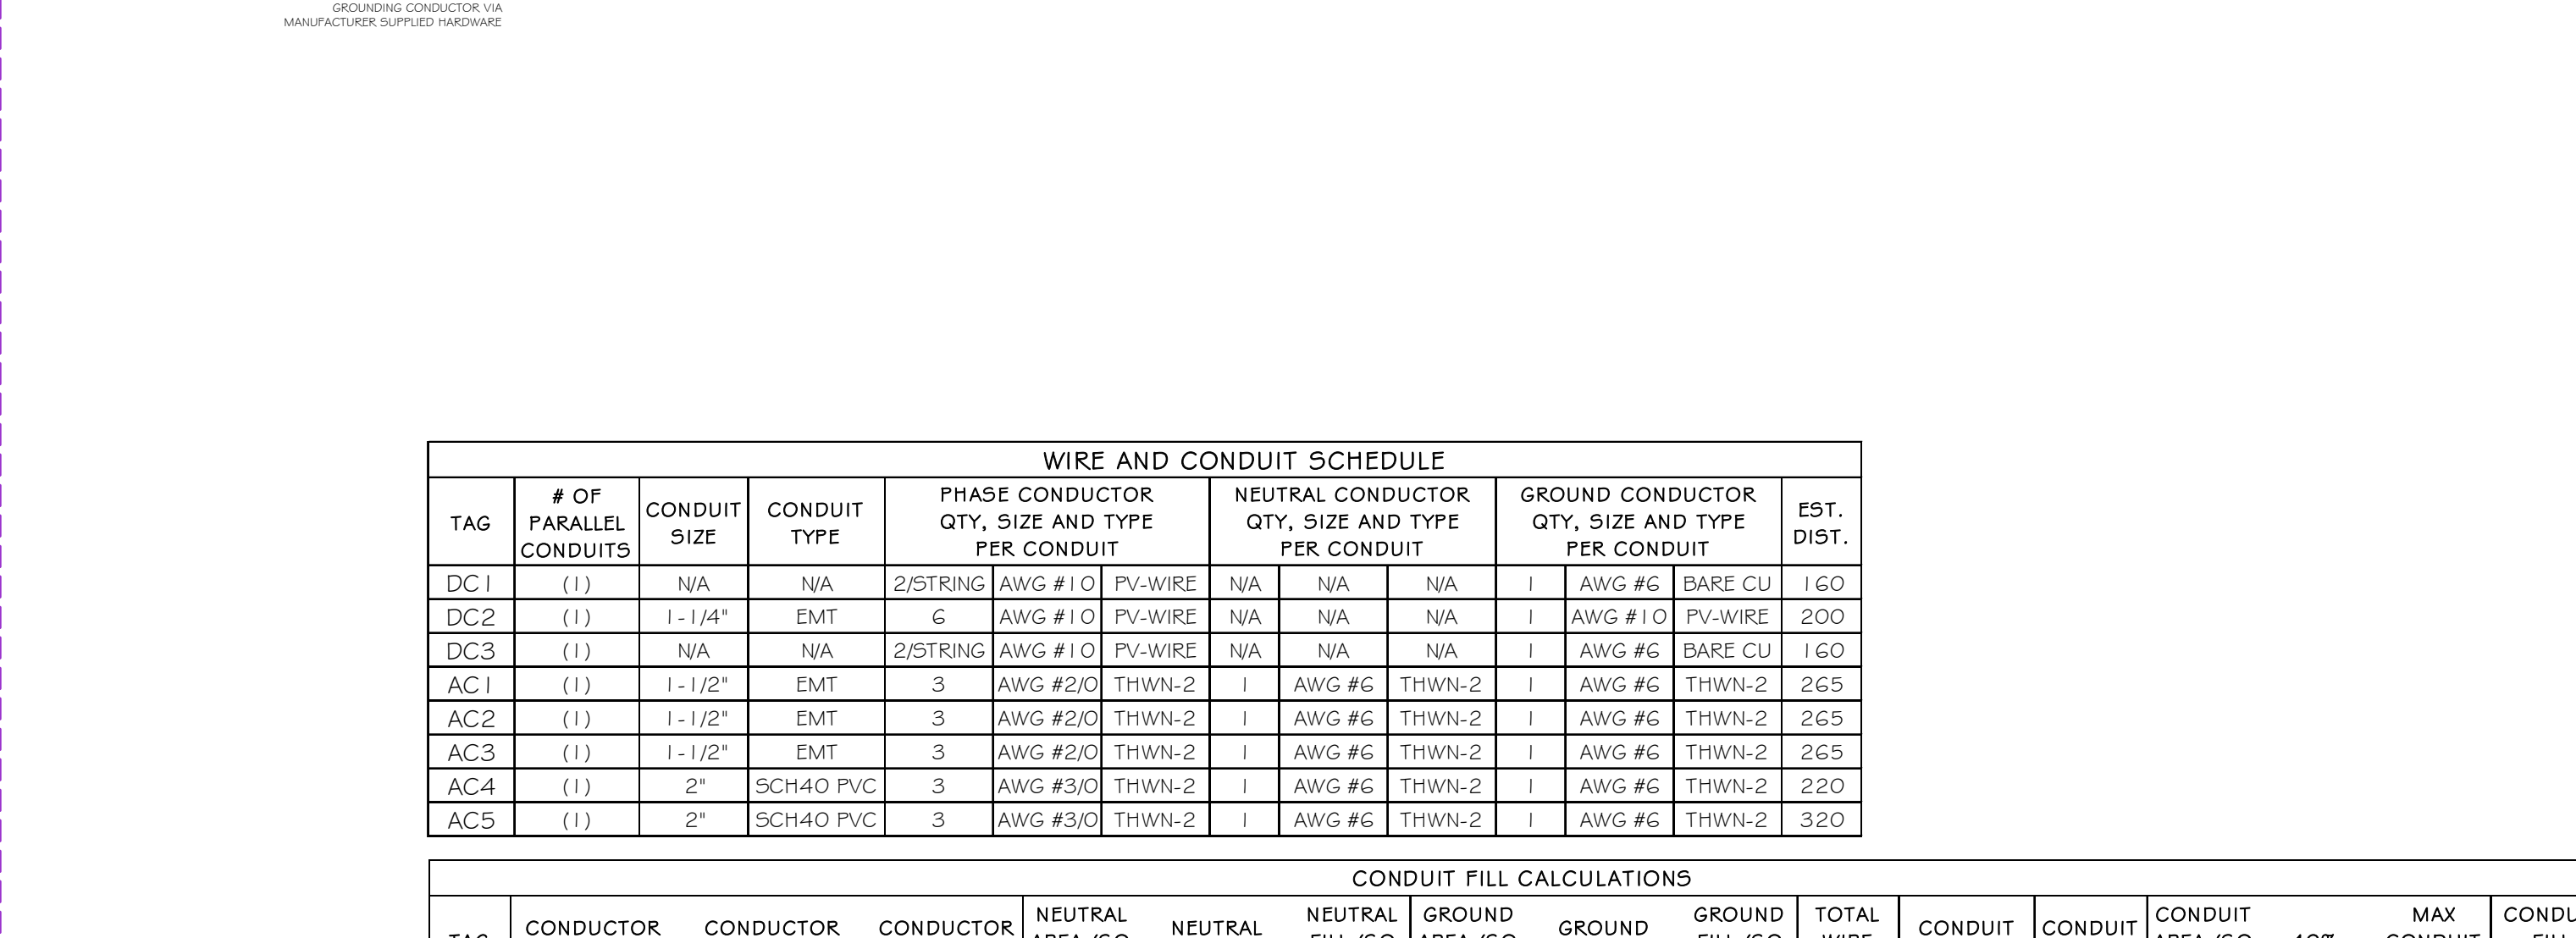 GROUNDING CONDUCTOR VIA
MANUFACTURER SUPPLIED HARDWARE
WIRE AND CONDUIT SCHEDULE
TAG | # OF PARALLEL CONDUITS | CONDUIT SIZE | CONDUIT TYPE | PHASE CONDUCTOR QTY, SIZE AND TYPE PER CONDUIT | NEUTRAL CONDUCTOR QTY, SIZE AND TYPE PER CONDUIT | GROUND CONDUCTOR QTY, SIZE AND TYPE PER CONDUIT | EST. DIST.
DC1 | (1) | N/A | N/A | 2/STRING | AWG #10 | PV-WIRE | N/A | N/A | N/A | 1 | AWG #6 | BARE CU | 160
DC2 | (1) | 1-1/4" | EMT | 6 | AWG #10 | PV-WIRE | N/A | N/A | N/A | 1 | AWG #10 | PV-WIRE | 200
DC3 | (1) | N/A | N/A | 2/STRING | AWG #10 | PV-WIRE | N/A | N/A | N/A | 1 | AWG #6 | BARE CU | 160
AC1 | (1) | 1-1/2" | EMT | 3 | AWG #2/0 | THWN-2 | 1 | AWG #6 | THWN-2 | 1 | AWG #6 | THWN-2 | 265
AC2 | (1) | 1-1/2" | EMT | 3 | AWG #2/0 | THWN-2 | 1 | AWG #6 | THWN-2 | 1 | AWG #6 | THWN-2 | 265
AC3 | (1) | 1-1/2" | EMT | 3 | AWG #2/0 | THWN-2 | 1 | AWG #6 | THWN-2 | 1 | AWG #6 | THWN-2 | 265
AC4 | (1) | 2" | SCH40 PVC | 3 | AWG #3/0 | THWN-2 | 1 | AWG #6 | THWN-2 | 1 | AWG #6 | THWN-2 | 220
AC5 | (1) | 2" | SCH40 PVC | 3 | AWG #3/0 | THWN-2 | 1 | AWG #6 | THWN-2 | 1 | AWG #6 | THWN-2 | 320
CONDUIT FILL CALCULATIONS
NEUTRAL | NEUTRAL | GROUND | GROUND | TOTAL | CONDUIT | MAX
CONDUCTOR | CONDUCTOR | CONDUCTOR | NEUTRAL | GROUND | CONDUIT | CONDUIT